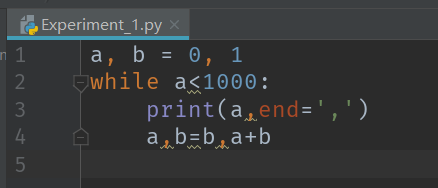 Experiment_1.py
1 a, b = 0, 1
2 while a<1000:
3     print(a,end=',')
4     a,b=b,a+b
5